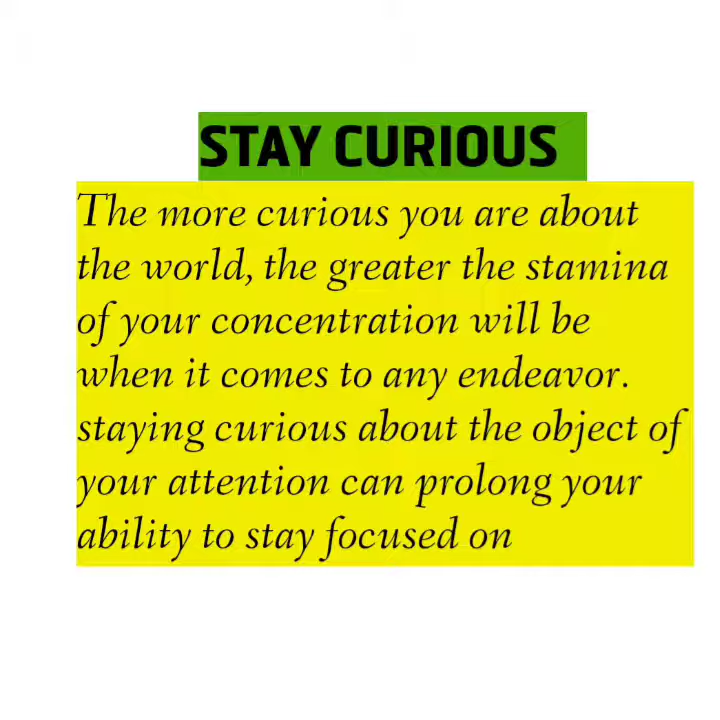 STAY CURIOUS
The more curious you are about
the world, the greater the stamina
of your concentration will be
when it comes to any endeavor.
staying curious about the object of
your attention can prolong your
ability to stay focused on